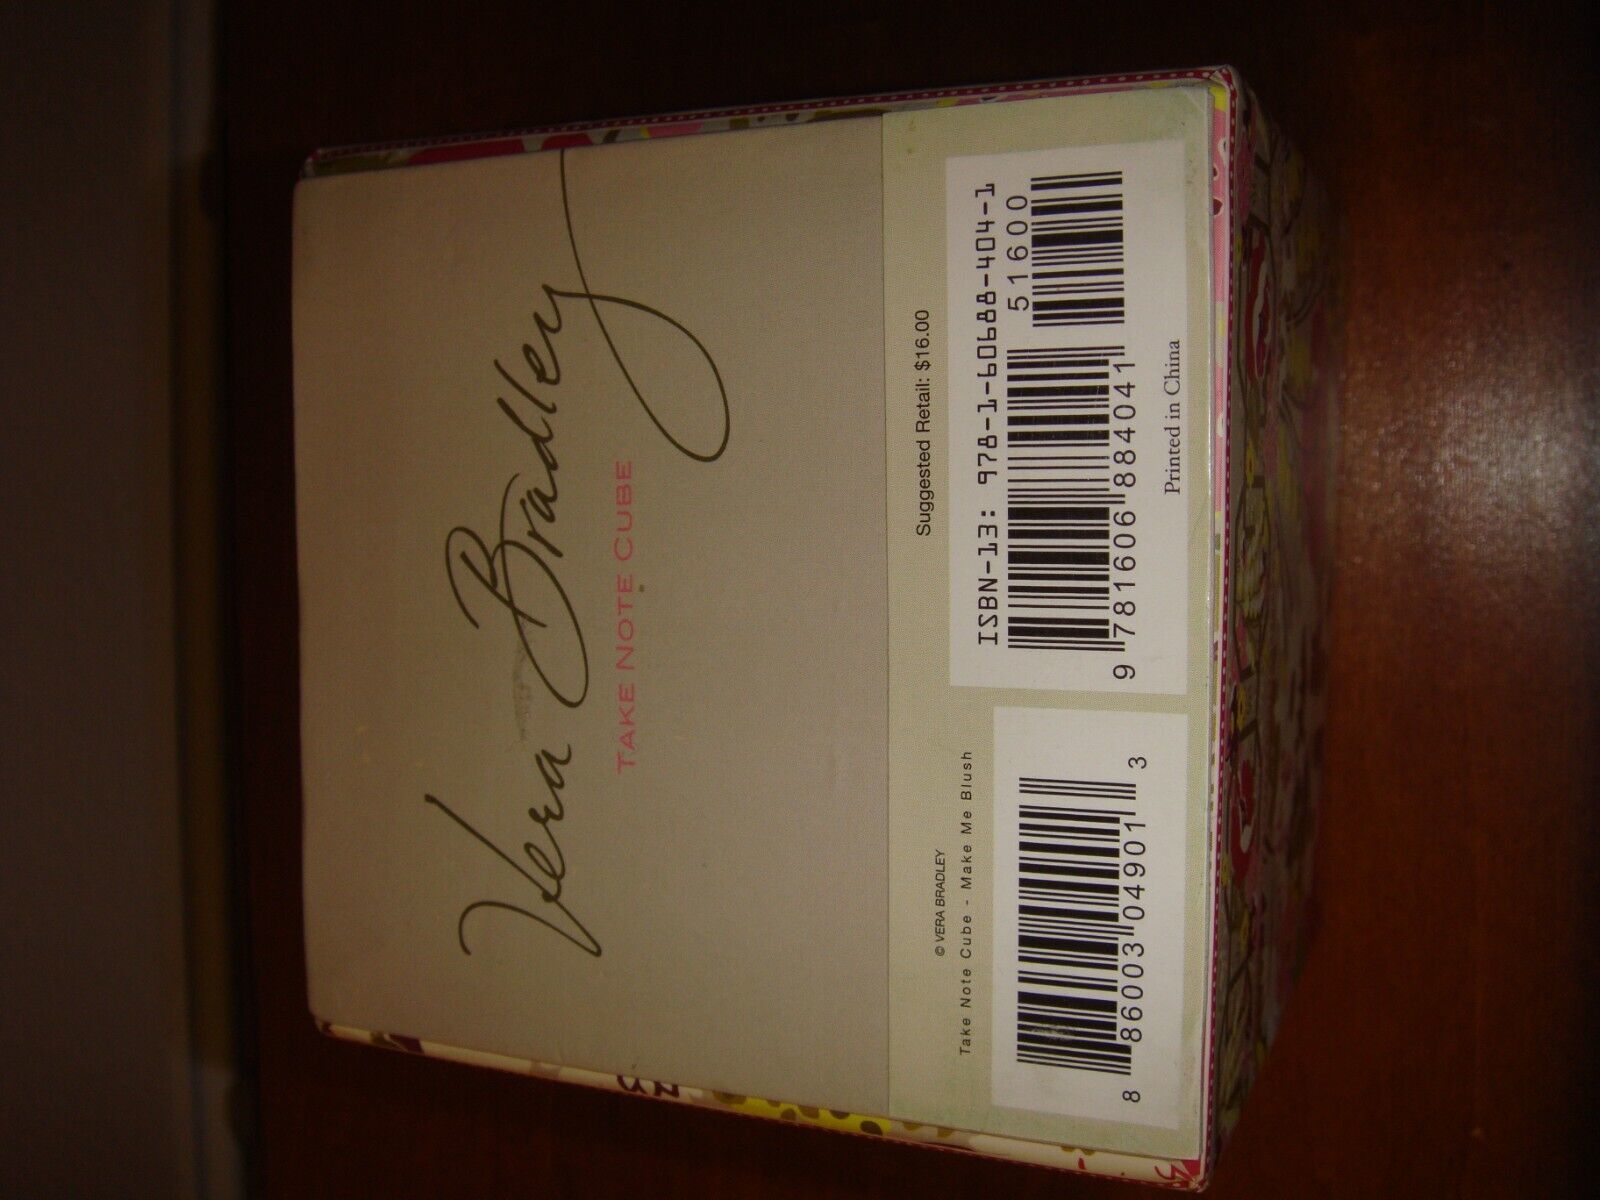 Vera Bradley
TAKE NOTE CUBE
© VERA BRADLEY
Take Note Cube - Make Me Blush
8 86003 04901 3
Suggested Retail: $16.00
ISBN-13: 978-1-60688-404-1
51600
9 781606 884041
Printed in China